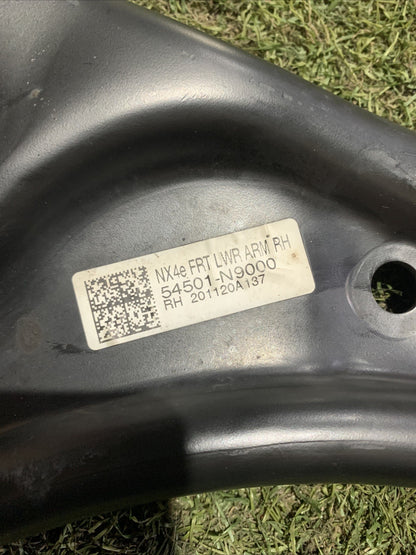 NX4e FRT LWR ARM RH
54501-N9000
RH 201120A137